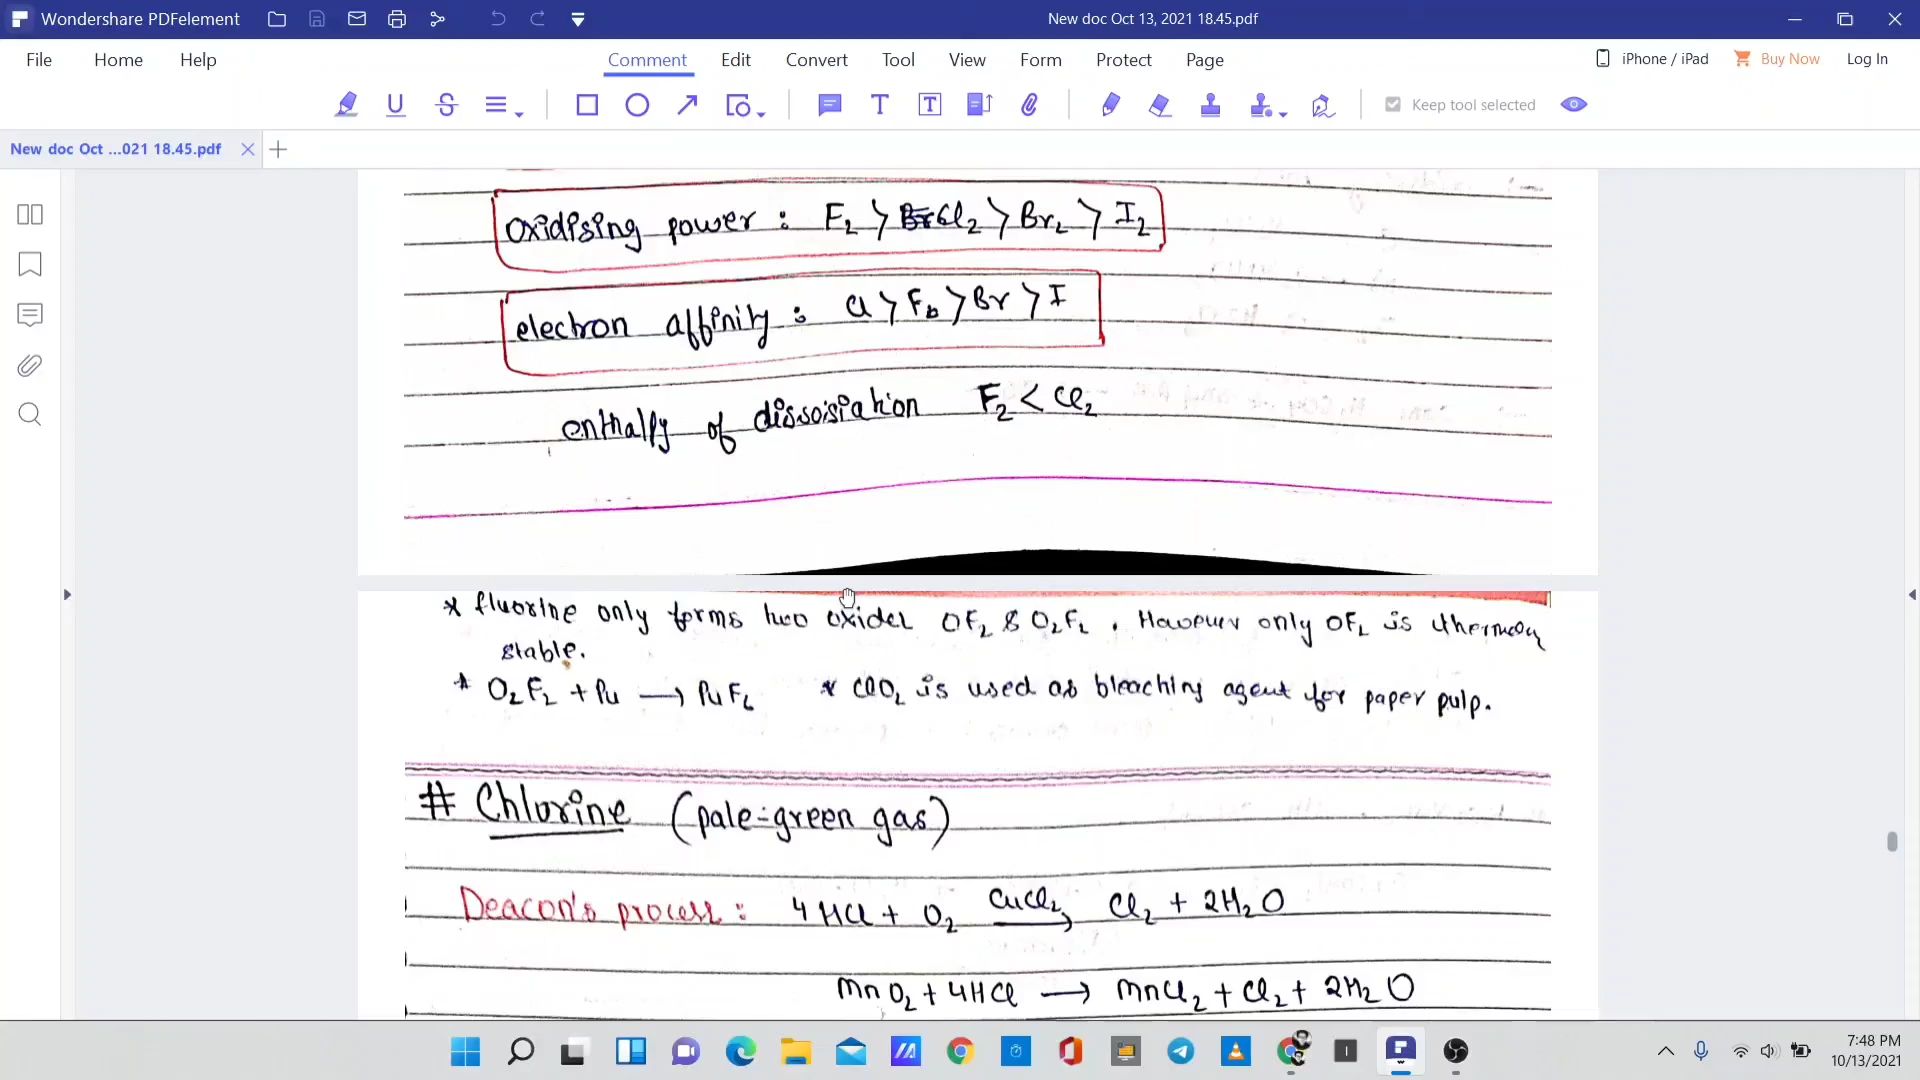 Wondershare PDFelement
New doc Oct 13, 2021 18.45.pdf
File Home Help Comment Edit Convert Tool View Form Protect Page iPhone / iPad Buy Now Log In
Keep tool selected
New doc Oct ...021 18.45.pdf
oxidising power : F₂ > Cl₂ > Br₂ > I₂
electron affinity : Cl > F > Br > I
enthalpy of dissoisiation F₂ < Cl₂
* fluorine only forms two oxides OF₂ & O₂F₂ . However only OF₂ is thermally
stable.
* O₂F₂ + Pu → PuF₆ * ClO₂ is used as bleaching agent for paper pulp.
# Chlorine (pale-green gas)
Deacon's process : 4HCl + O₂ CuCl₂→ Cl₂ + 2H₂O
MnO₂ + 4HCl → MnCl₂ + Cl₂ + 2H₂O
7:48 PM
10/13/2021